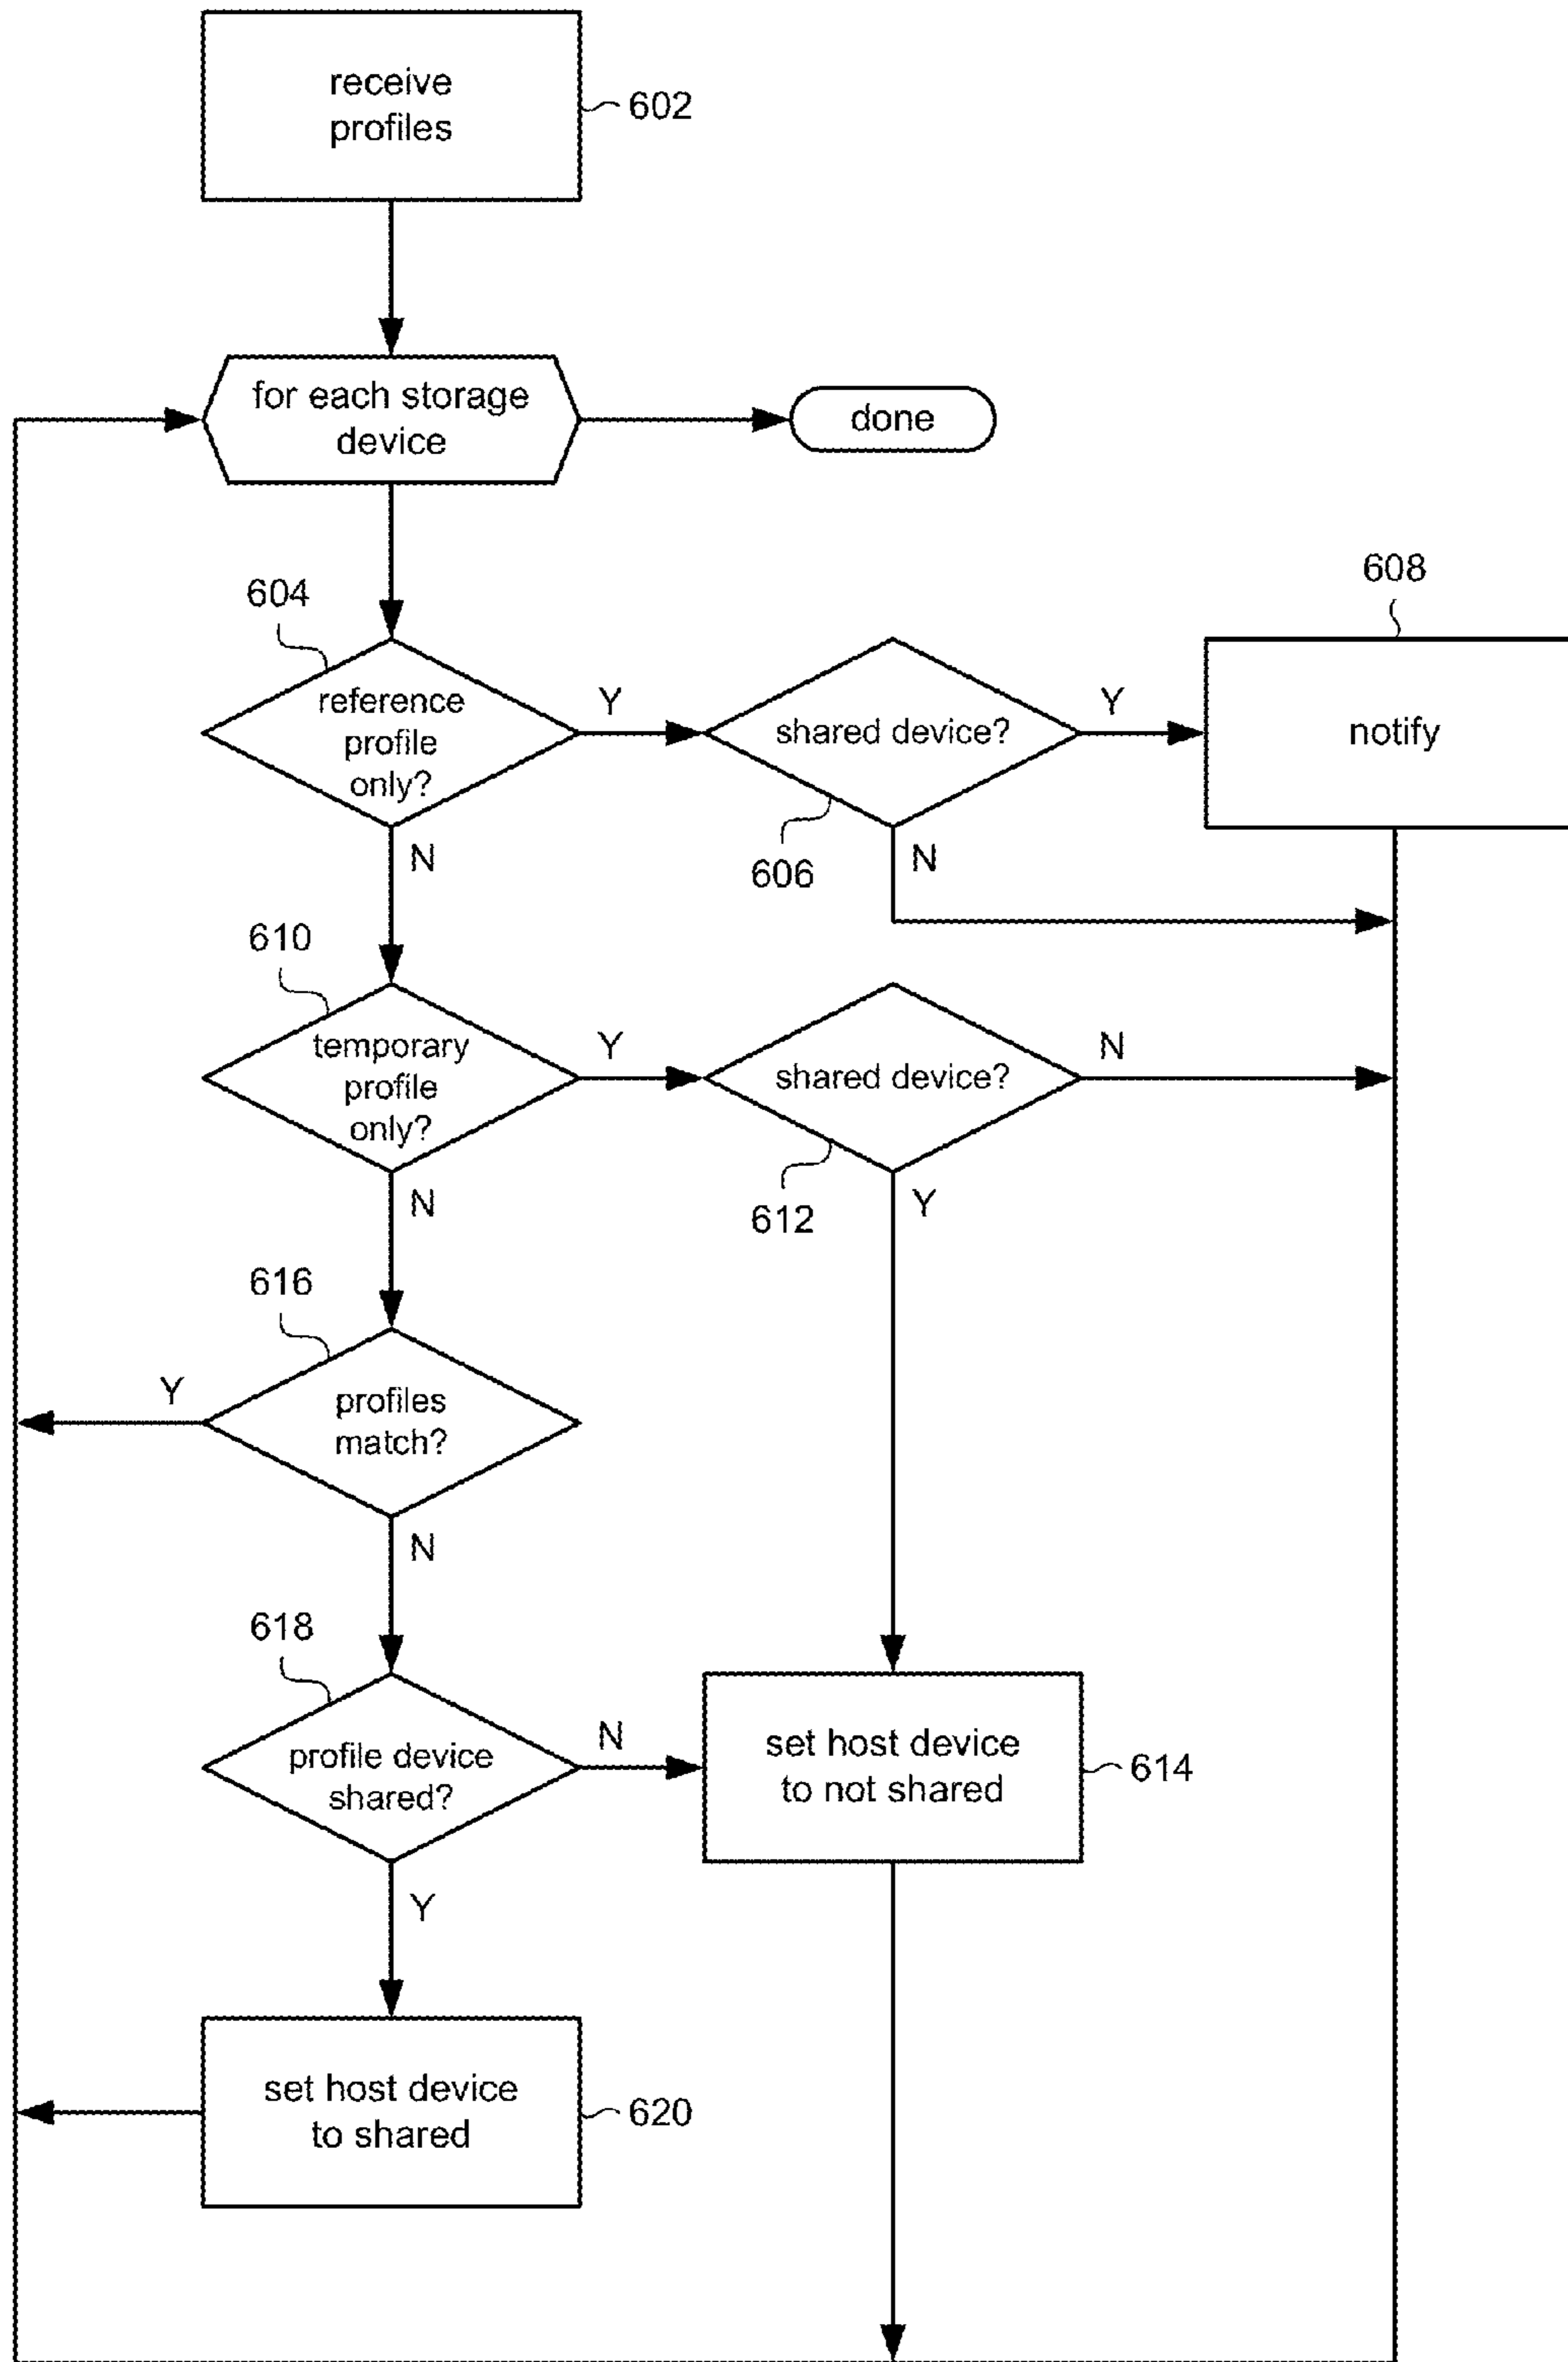 receive
profiles
602
for each storage
device
done
604
608
reference
profile
only?
Y
shared device?
Y
notify
606
N
N
610
temporary
profile
only?
Y
shared device?
N
612
N
Y
616
profiles
match?
Y
N
618
profile device
shared?
N
set host device
to not shared
614
Y
set host device
to shared
620